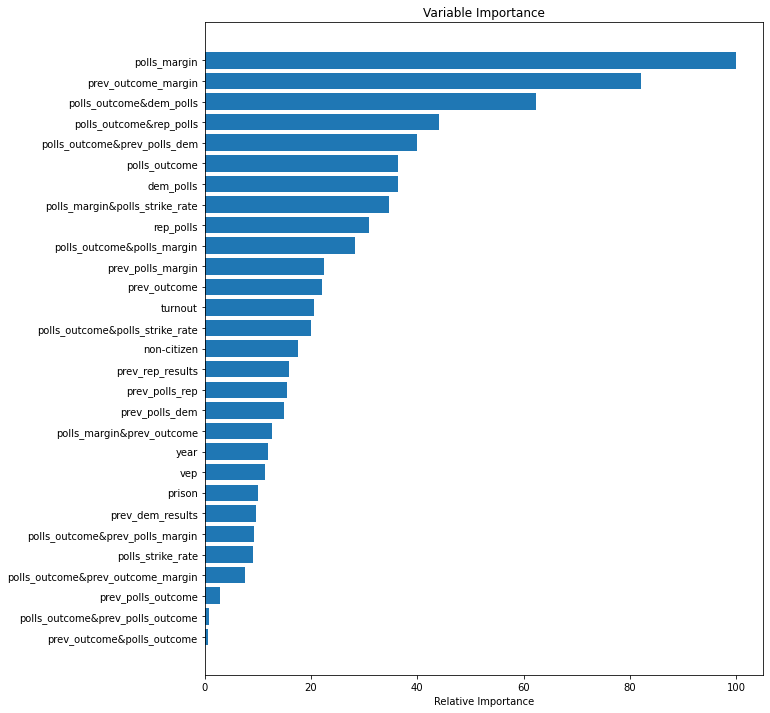 Variable Importance
polls_margin
prev_outcome_margin
polls_outcome&dem_polls
polls_outcome&rep_polls
polls_outcome&prev_polls_dem
polls_outcome
dem_polls
polls_margin&polls_strike_rate
rep_polls
polls_outcome&polls_margin
prev_polls_margin
prev_outcome
turnout
polls_outcome&polls_strike_rate
non-citizen
prev_rep_results
prev_polls_rep
prev_polls_dem
polls_margin&prev_outcome
year
vep
prison
prev_dem_results
polls_outcome&prev_polls_margin
polls_strike_rate
polls_outcome&prev_outcome_margin
prev_polls_outcome
polls_outcome&prev_polls_outcome
prev_outcome&polls_outcome
0 20 40 60 80 100
Relative Importance